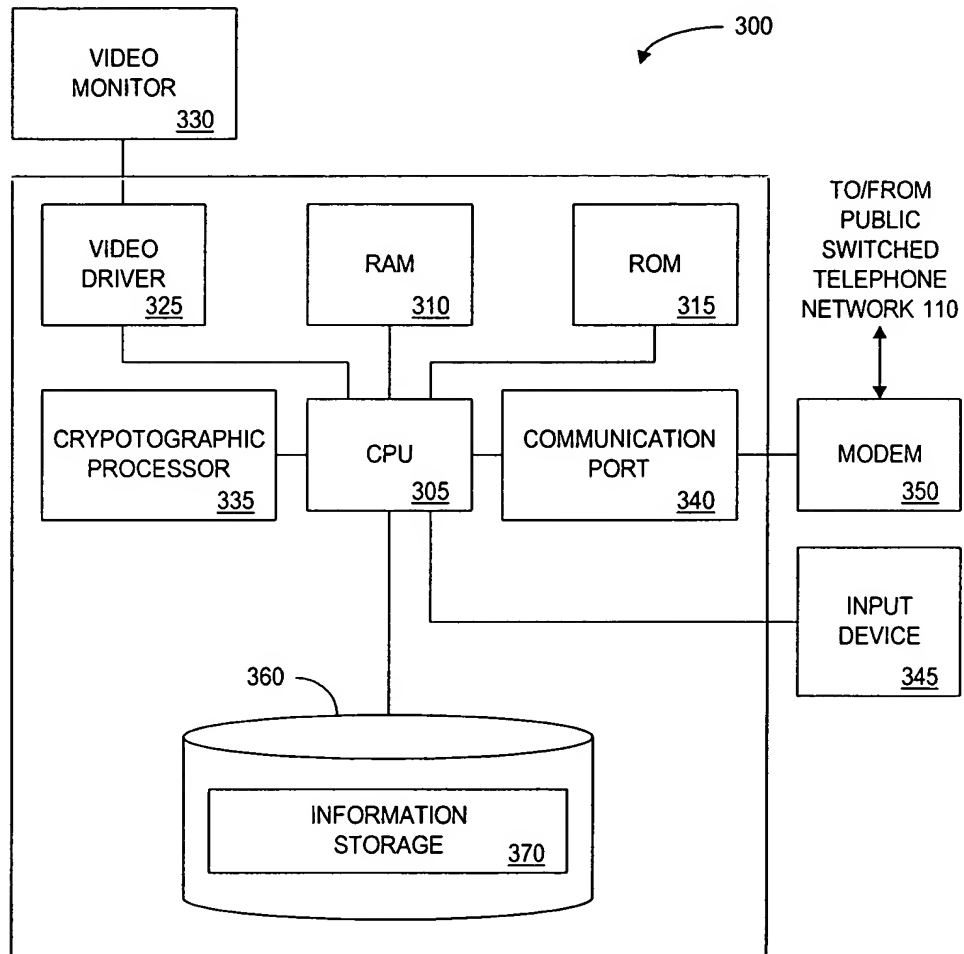 300
VIDEO
MONITOR
330
VIDEO
DRIVER
325
RAM
310
ROM
315
TO/FROM
PUBLIC
SWITCHED
TELEPHONE
NETWORK 110
CRYPOTOGRAPHIC
PROCESSOR
335
CPU
305
COMMUNICATION
PORT
340
MODEM
350
INPUT
DEVICE
345
360
INFORMATION
STORAGE
370